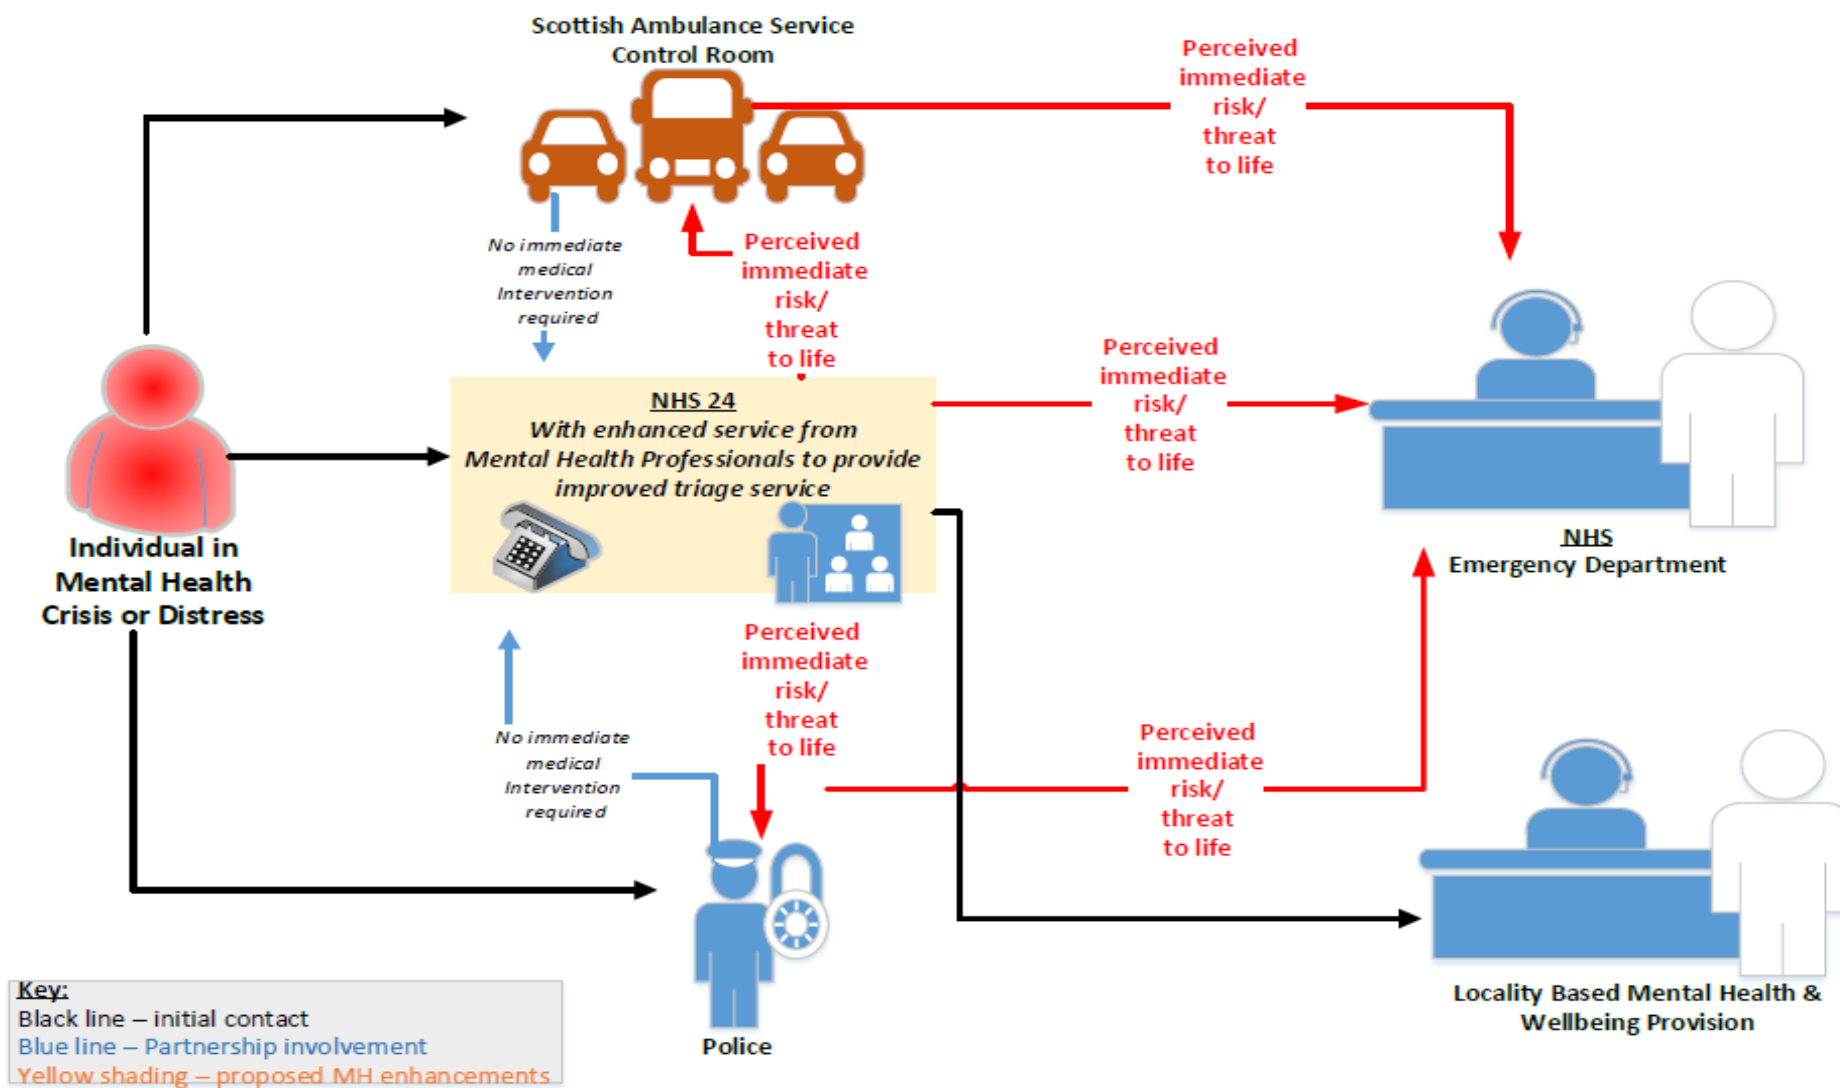 Scottish Ambulance Service
Control Room
Perceived
immediate
risk/
threat
to life
No immediate
medical
Intervention
required
Perceived
immediate
risk/
threat
to life
NHS 24
With enhanced service from
Mental Health Professionals to provide
improved triage service
Perceived
immediate
risk/
threat
to life
Individual in
Mental Health
Crisis or Distress
NHS
Emergency Department
Perceived
immediate
risk/
threat
to life
No immediate
medical
Intervention
required
Perceived
immediate
risk/
threat
to life
Locality Based Mental Health &
Wellbeing Provision
Police
Key:
Black line – initial contact
Blue line – Partnership involvement
Yellow shading – proposed MH enhancements